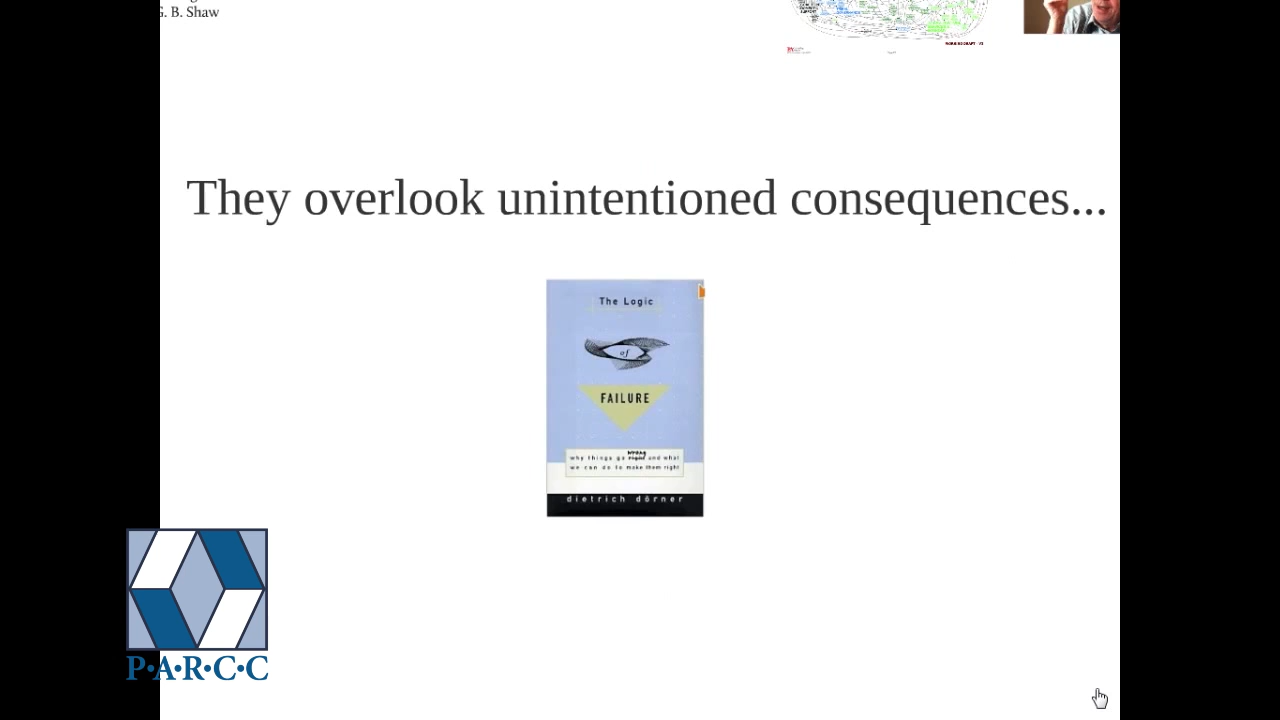 G. B. Shaw
They overlook unintentioned consequences...
The Logic
of
FAILURE
wrong
why things go right and what
we can do to make them right
dietrich dörner
P·A·R·C·C